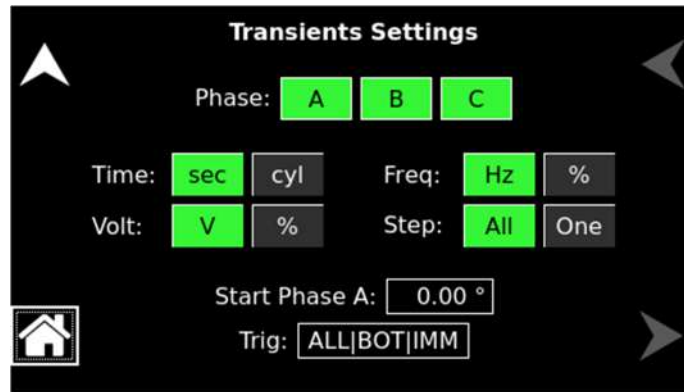 Transients Settings
Phase: A B C
Time: sec cyl Freq: Hz %
Volt: V % Step: All One
Start Phase A: 0.00 °
Trig: ALL|BOT|IMM